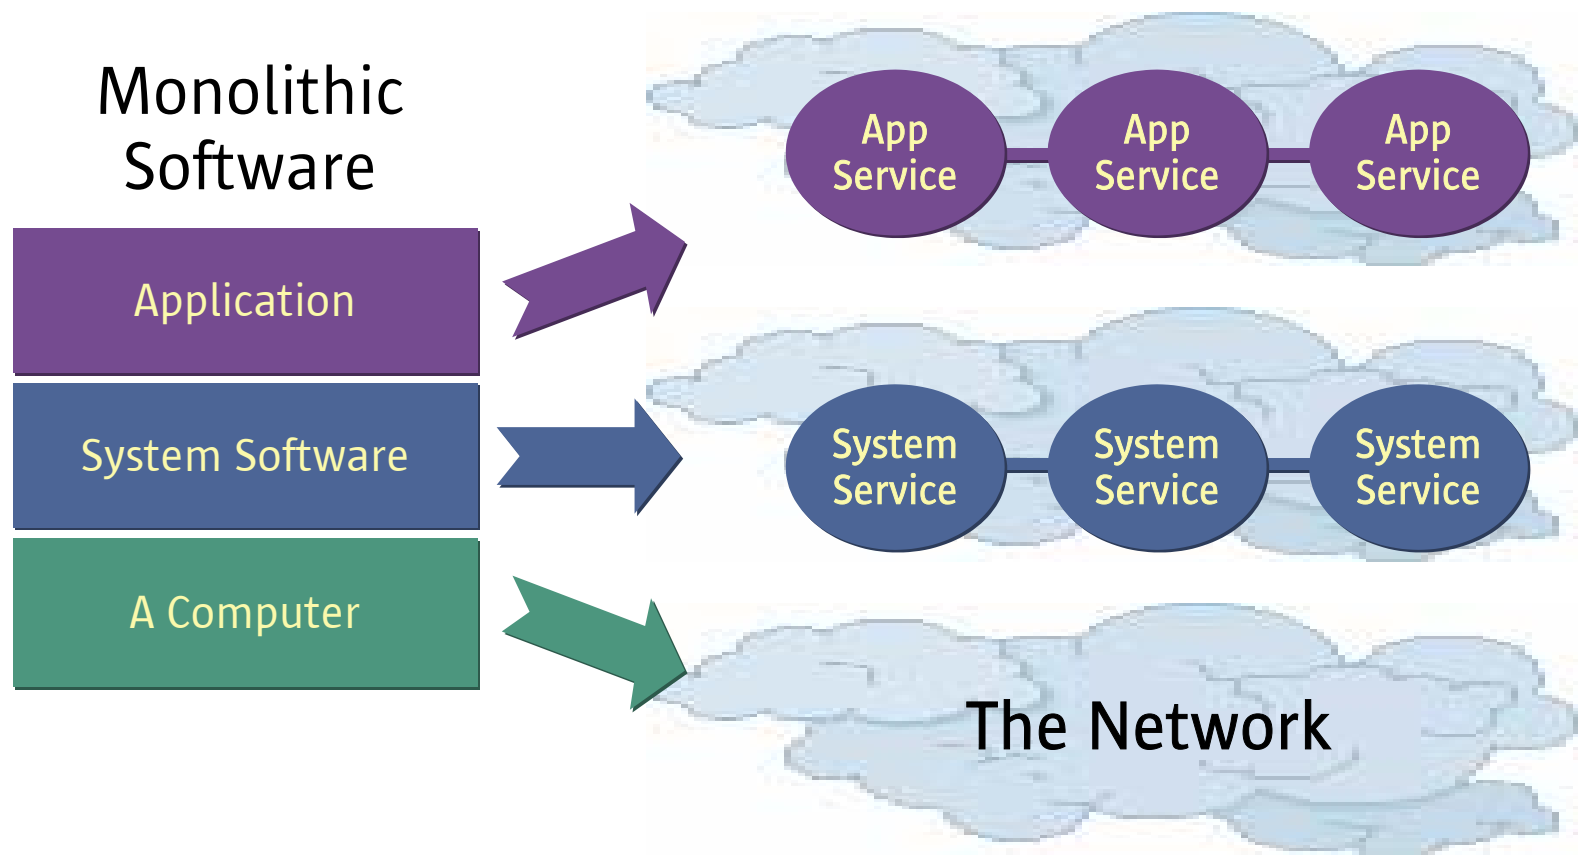 Monolithic
Software
Application
System Software
A Computer
App
Service
App
Service
App
Service
System
Service
System
Service
System
Service
The Network